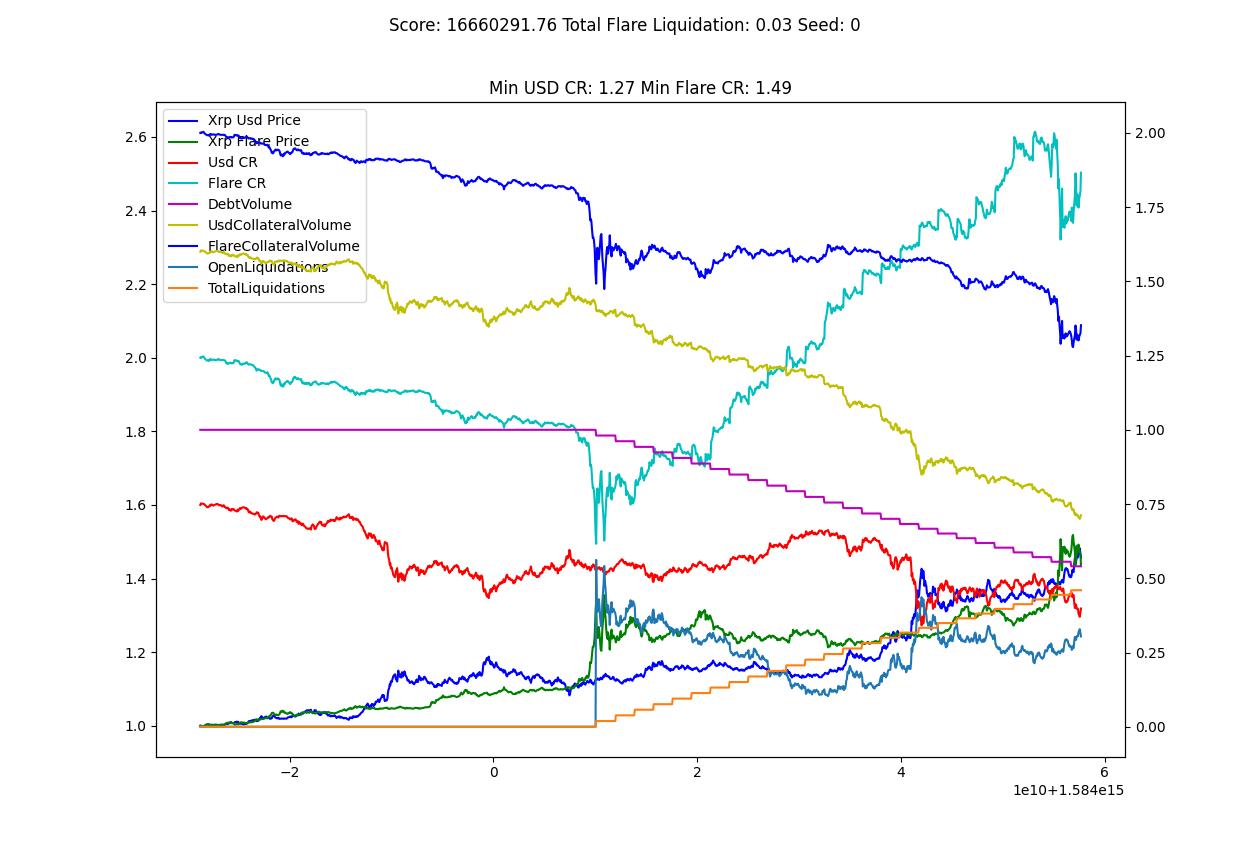 Score: 16660291.76 Total Flare Liquidation: 0.03 Seed: 0
Min USD CR: 1.27 Min Flare CR: 1.49
Xrp Usd Price
Xrp Flare Price
Usd CR
Flare CR
DebtVolume
UsdCollateralVolume
FlareCollateralVolume
OpenLiquidations
TotalLiquidations
2.6
2.4
2.2
2.0
1.8
1.6
1.4
1.2
1.0
2.00
1.75
1.50
1.25
1.00
0.75
0.50
0.25
0.00
−2
0
2
4
6
1e10+1.584e15